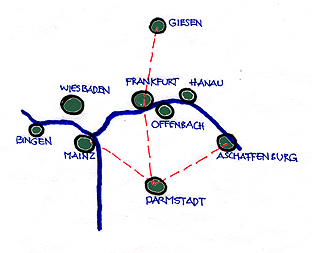 GIESEN
WIESBADEN
FRANKFURT
HANAU
OFFENBACH
BINGEN
MAINZ
ASCHAFFENBURG
DARMSTADT